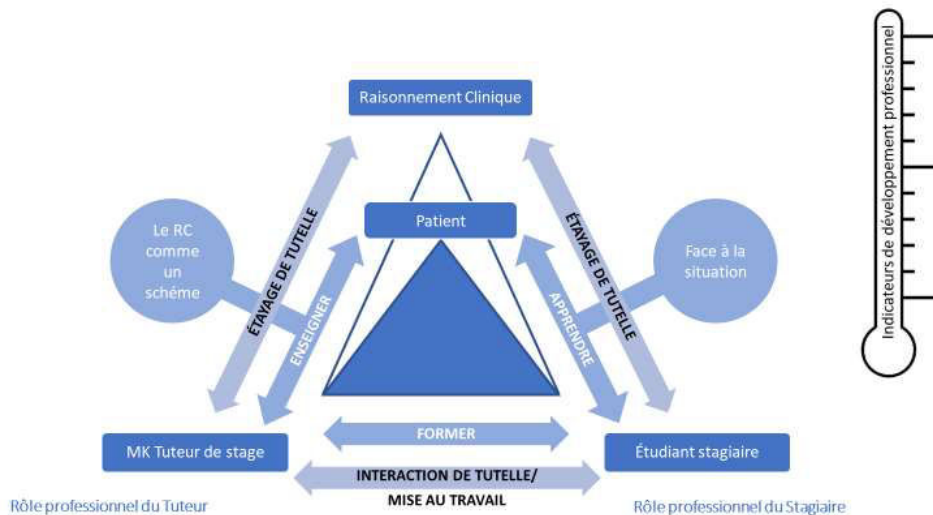 Raisonnement Clinique
Patient
Le RC
comme
un
schéme
Face à la
situation
ÉTAYAGE DE TUTELLE
ENSEIGNER
APPRENDRE
ÉTAYAGE DE TUTELLE
Indicateurs de développement professionnel
FORMER
MK Tuteur de stage
Étudiant stagiaire
INTERACTION DE TUTELLE/
MISE AU TRAVAIL
Rôle professionnel du Tuteur
Rôle professionnel du Stagiaire